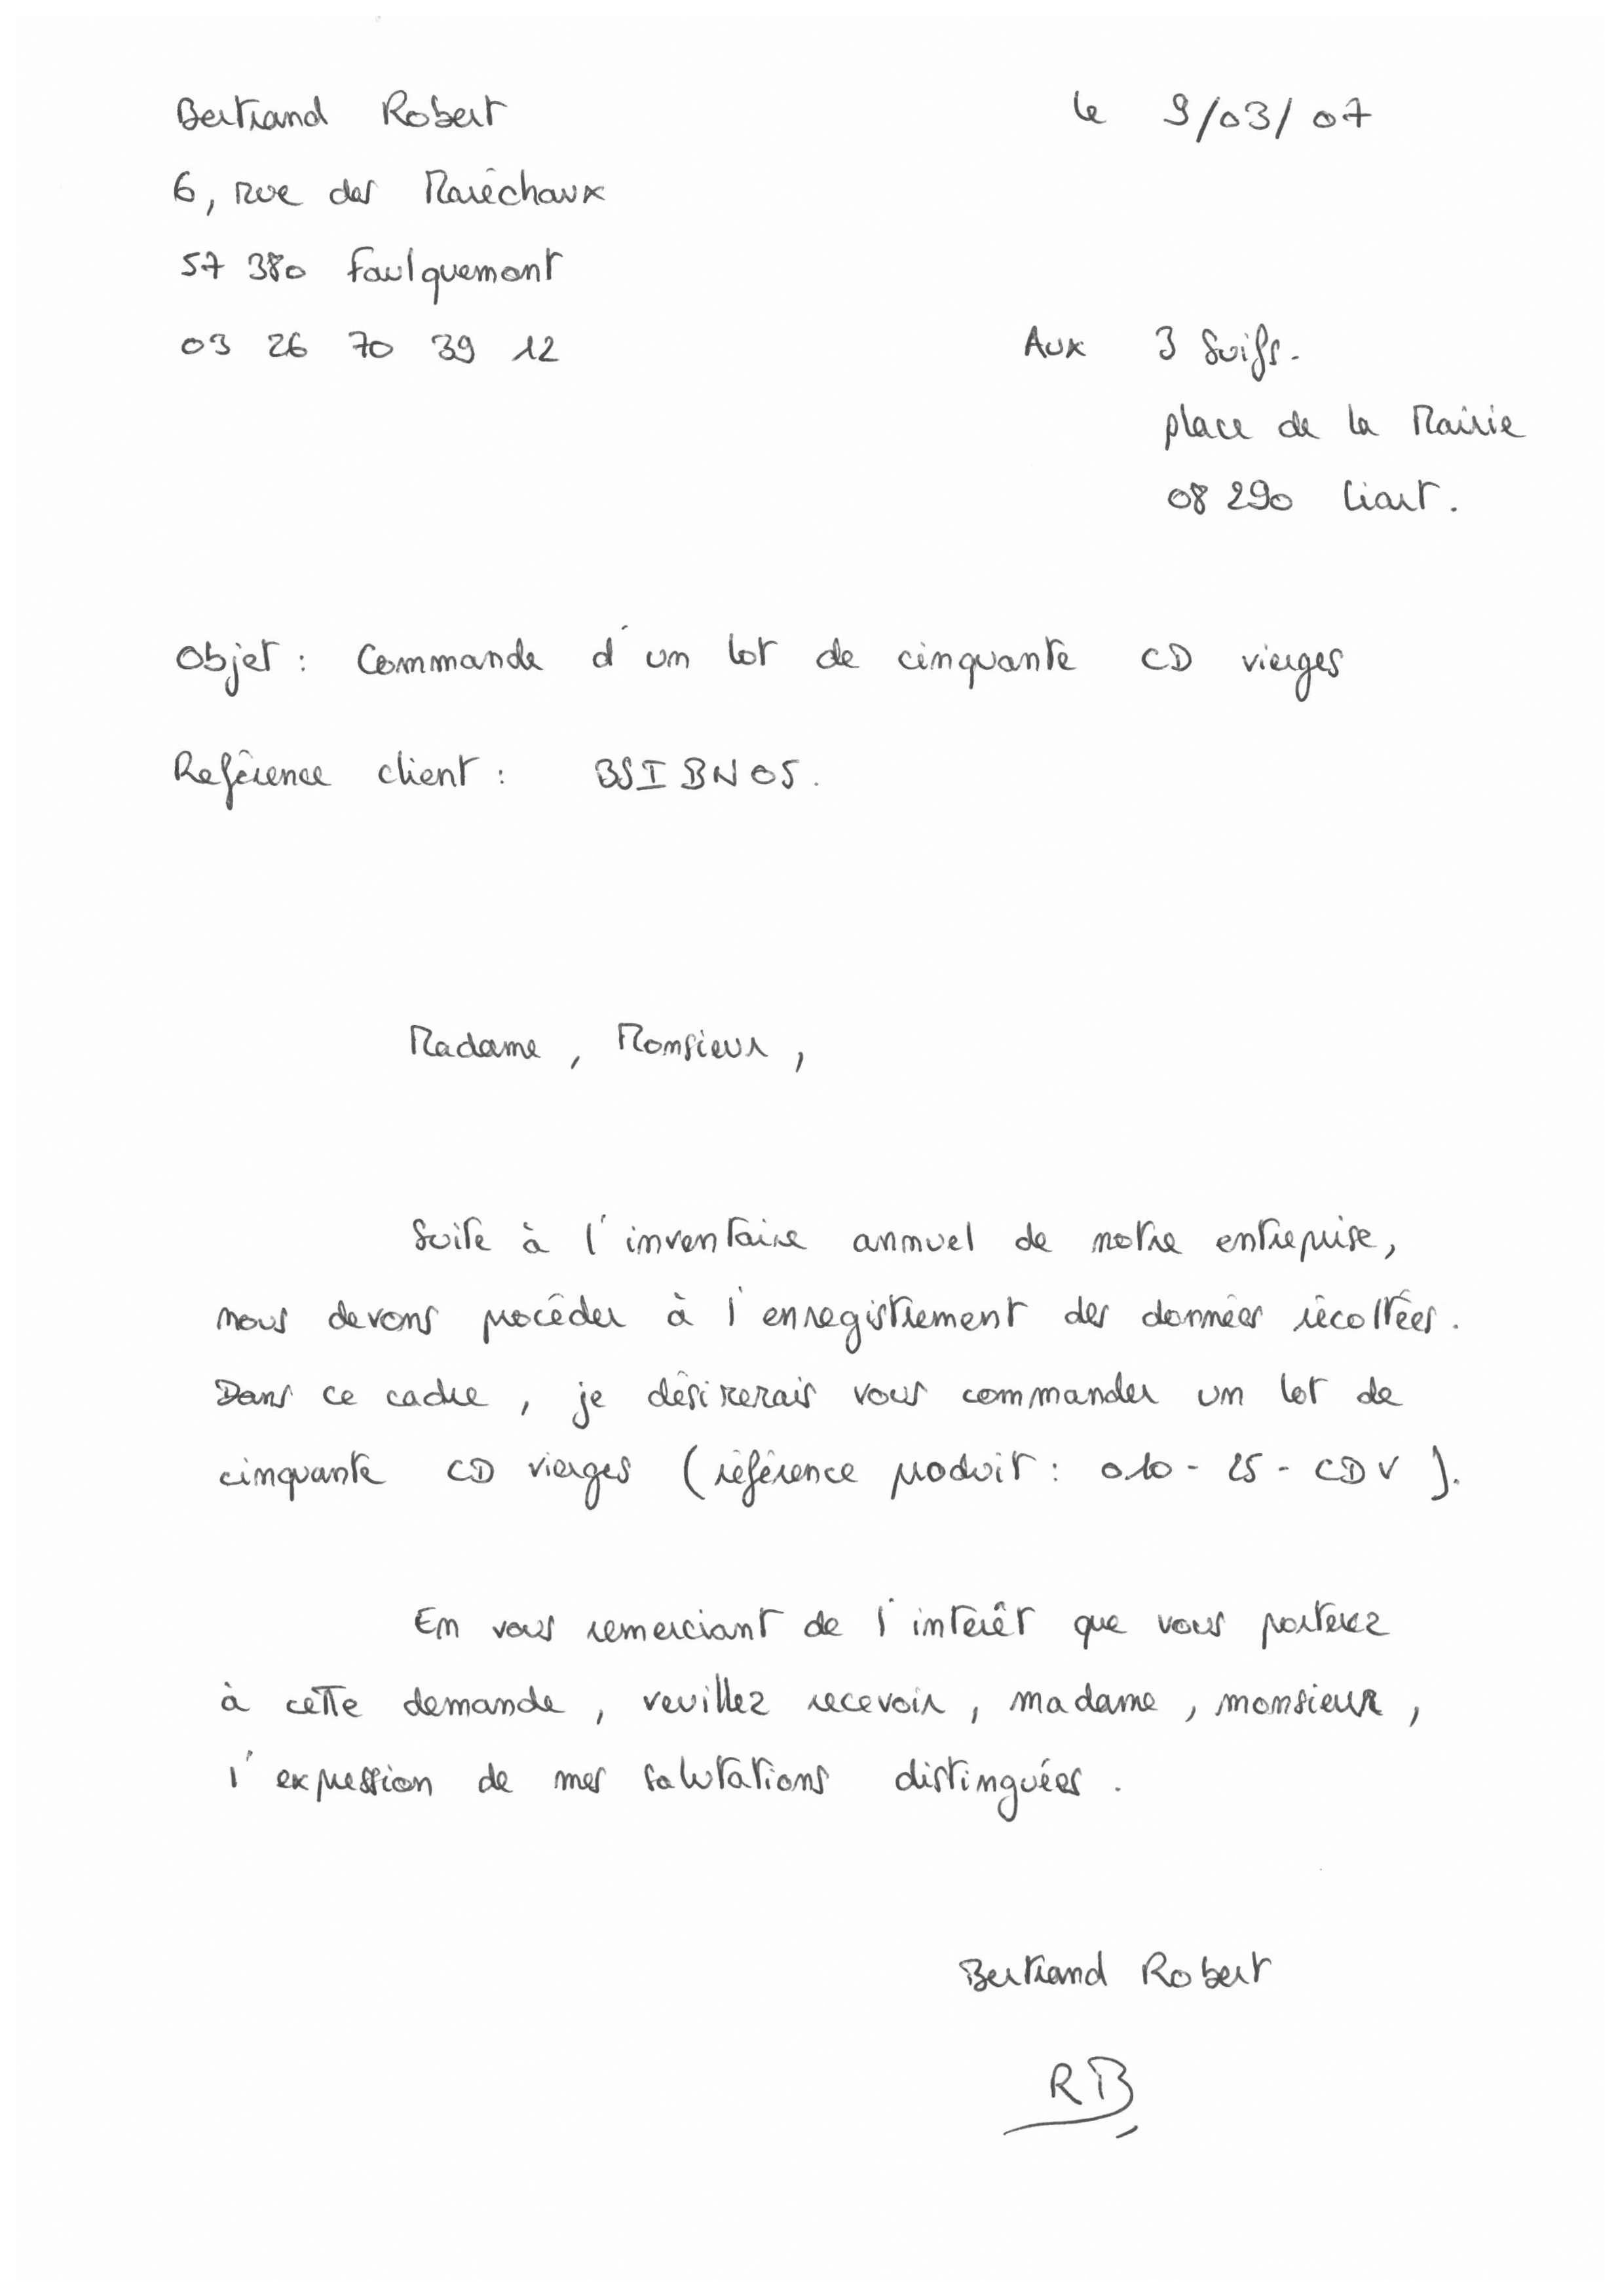 Bertrand Robert
le 9/03/07
6, rue des Maréchaux
57 380 Faulquemont
03 26 70 39 12
Aux 3 Suifs.
place de la Mairie
08 290 Liart.
Objet : Commande d'un lot de cinquante CD vierges
Reférence client : BSIBN05.
Madame, Monsieur,
Suite à l'inventaire annuel de notre entreprise,
nous devons procéder à l'enregistrement des données récoltées.
Dans ce cadre, je désirerais vous commander un lot de
cinquante CD vierges (référence produit : 010-25-CDV).
En vous remerciant de l'interêt que vous porterez
à cette demande, veuillez recevoir, madame, monsieur,
l'expression de mes salutations distinguées.
Bertrand Robert
RB